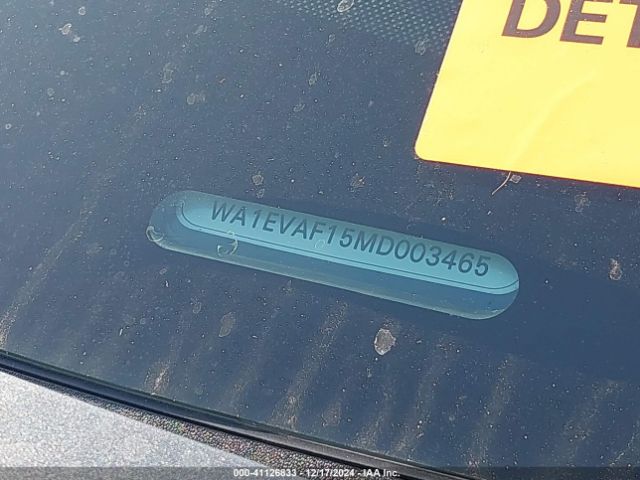 DET
WA1EVAF15MD003465
000-41126833 - 12/17/2024 - IAA Inc.